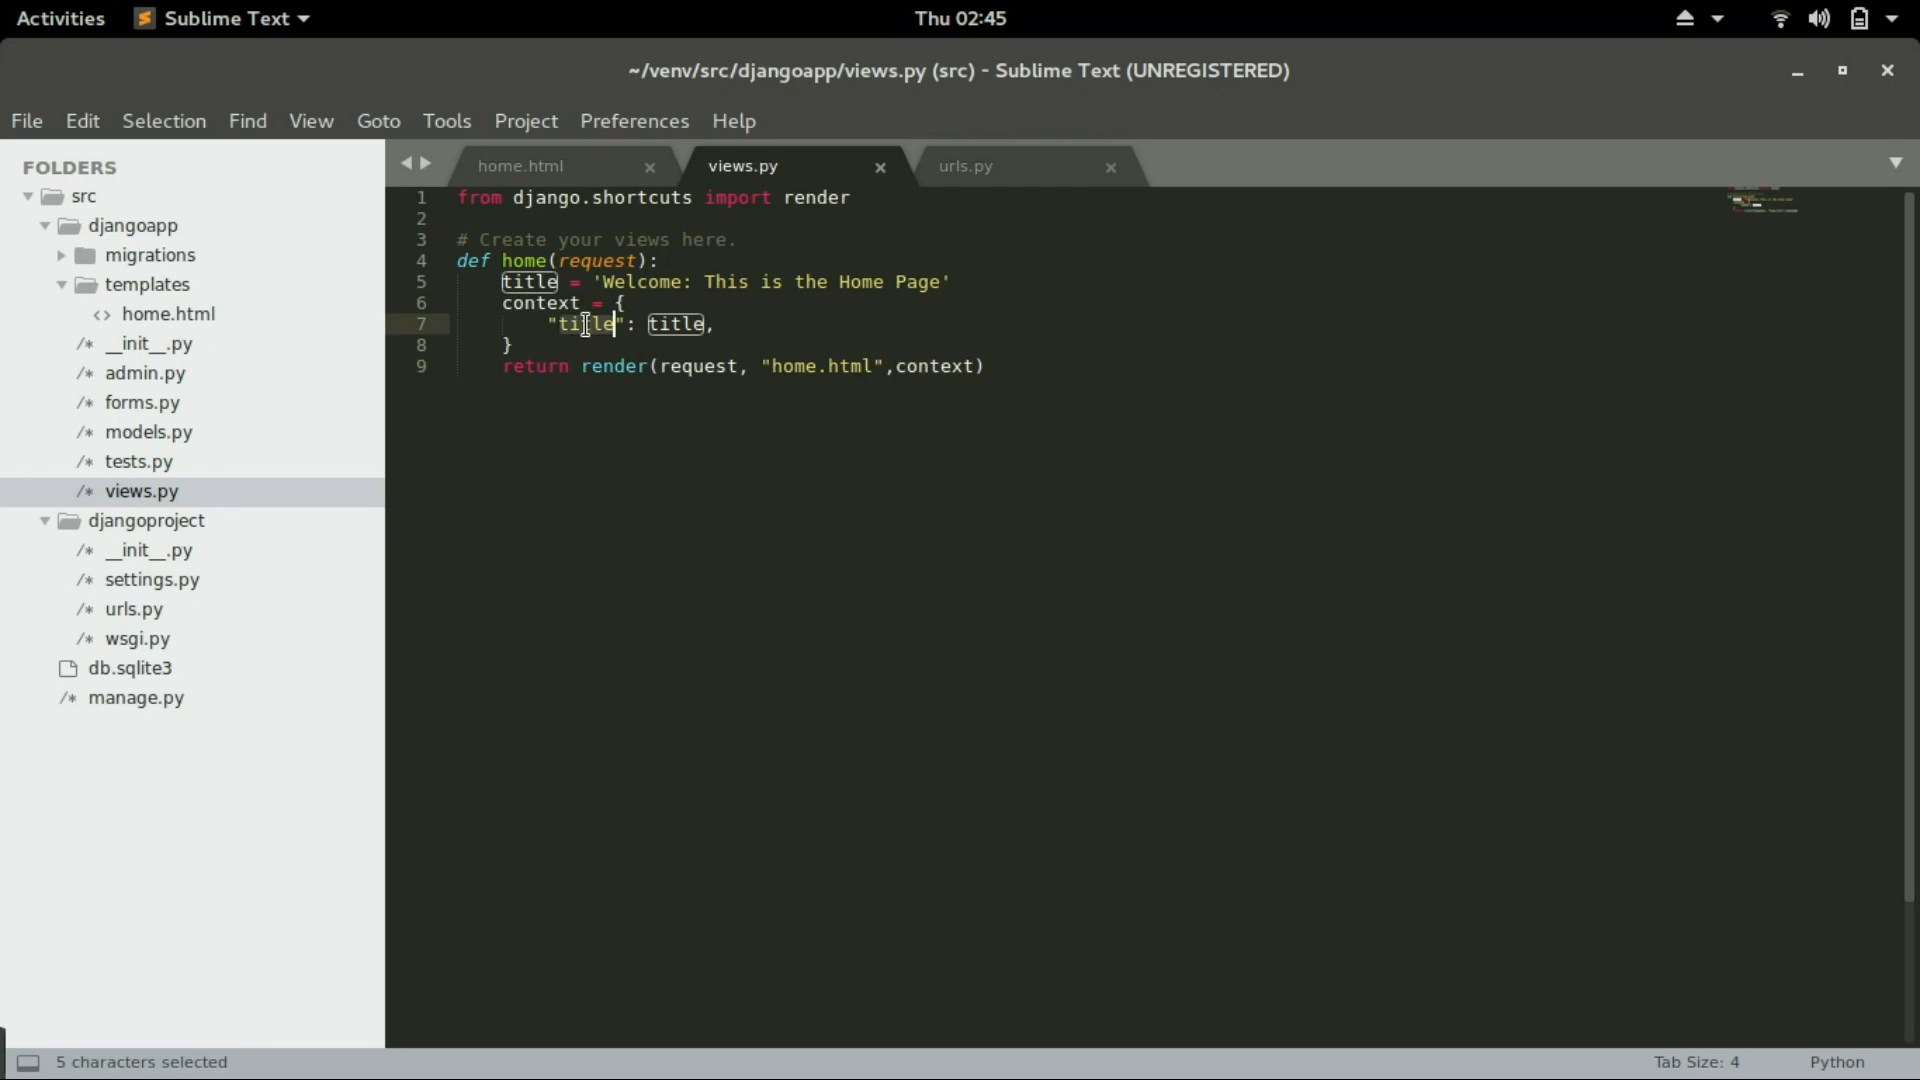 Activities Sublime Text Thu 02:45
~/venv/src/djangoapp/views.py (src) - Sublime Text (UNREGISTERED)
File Edit Selection Find View Goto Tools Project Preferences Help
FOLDERS
src
djangoapp
migrations
templates
<> home.html
/* __init__.py
/* admin.py
/* forms.py
/* models.py
/* tests.py
/* views.py
djangoproject
/* __init__.py
/* settings.py
/* urls.py
/* wsgi.py
db.sqlite3
/* manage.py
home.html × views.py × urls.py ×
1 from django.shortcuts import render
2
3 # Create your views here.
4 def home(request):
5     title = 'Welcome: This is the Home Page'
6     context = {
7         "title": title,
8     }
9     return render(request, "home.html",context)
5 characters selected Tab Size: 4 Python